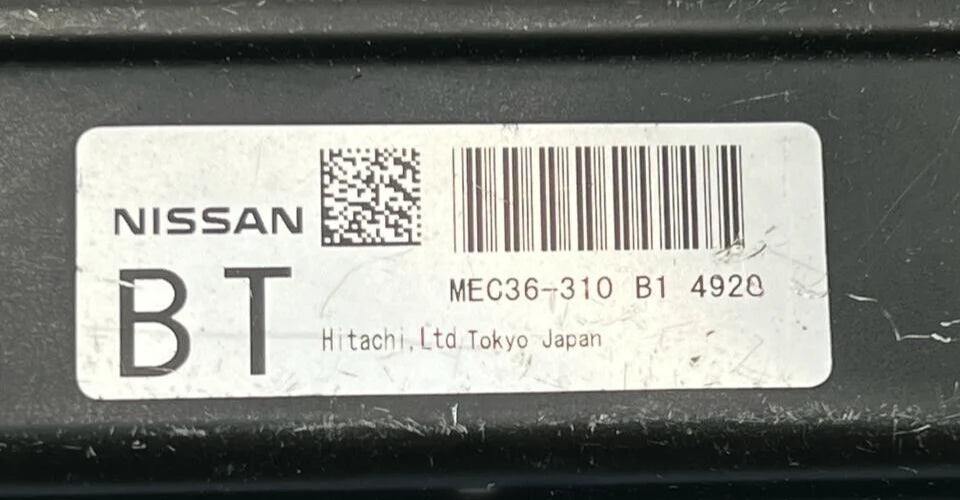 NISSAN
BT
MEC36-310 B1 4920
Hitachi,Ltd Tokyo Japan